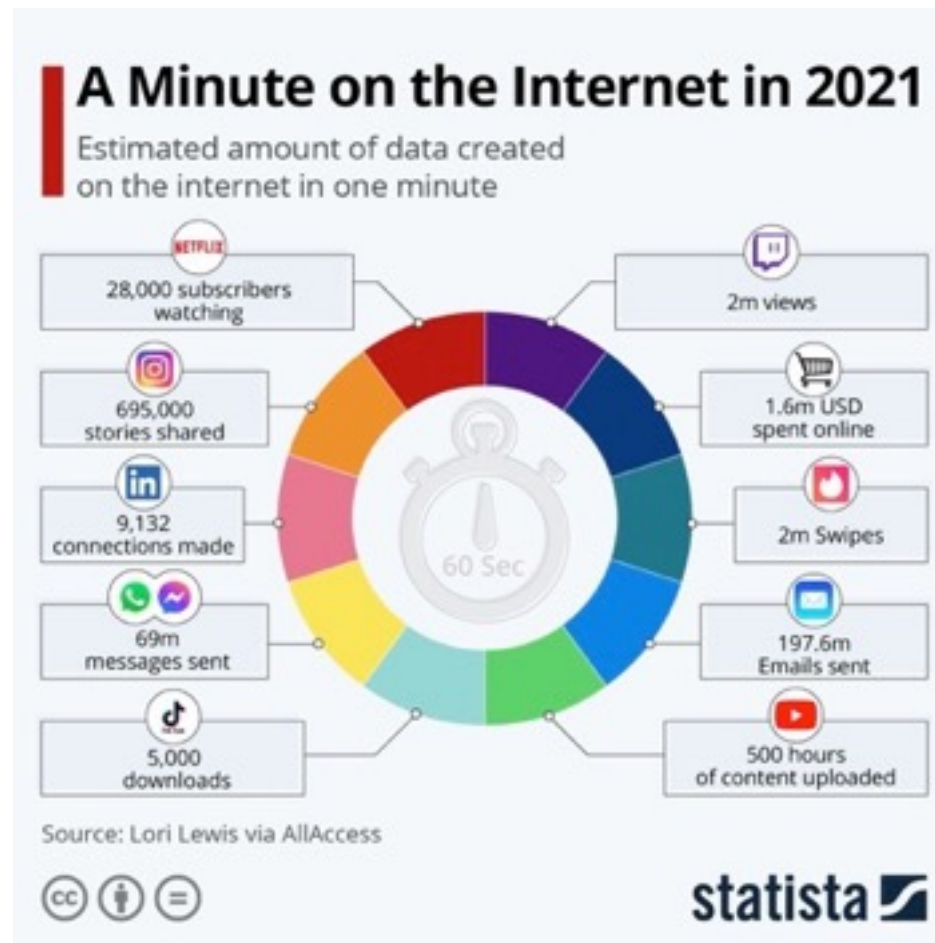 A Minute on the Internet in 2021
Estimated amount of data created
on the internet in one minute
NETFLIX
28,000 subscribers
watching
2m views
695,000
stories shared
1.6m USD
spent online
in
9,132
connections made
2m Swipes
69m
messages sent
197.6m
Emails sent
5,000
downloads
500 hours
of content uploaded
60 Sec
Source: Lori Lewis via AllAccess
cc
statista